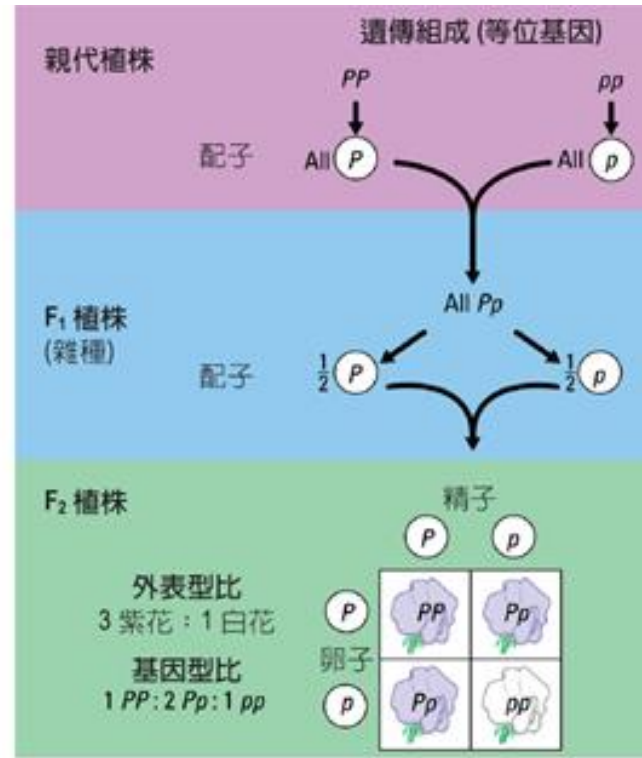 遺傳組成 (等位基因)
親代植株
PP
pp
配子
All P
All p
All Pp
F₁ 植株
(雜種)
配子
1/2 P
1/2 p
F₂ 植株
精子
P
p
外表型比
3 紫花：1 白花
P
PP
Pp
卵子
基因型比
1 PP : 2 Pp : 1 pp
p
Pp
pp